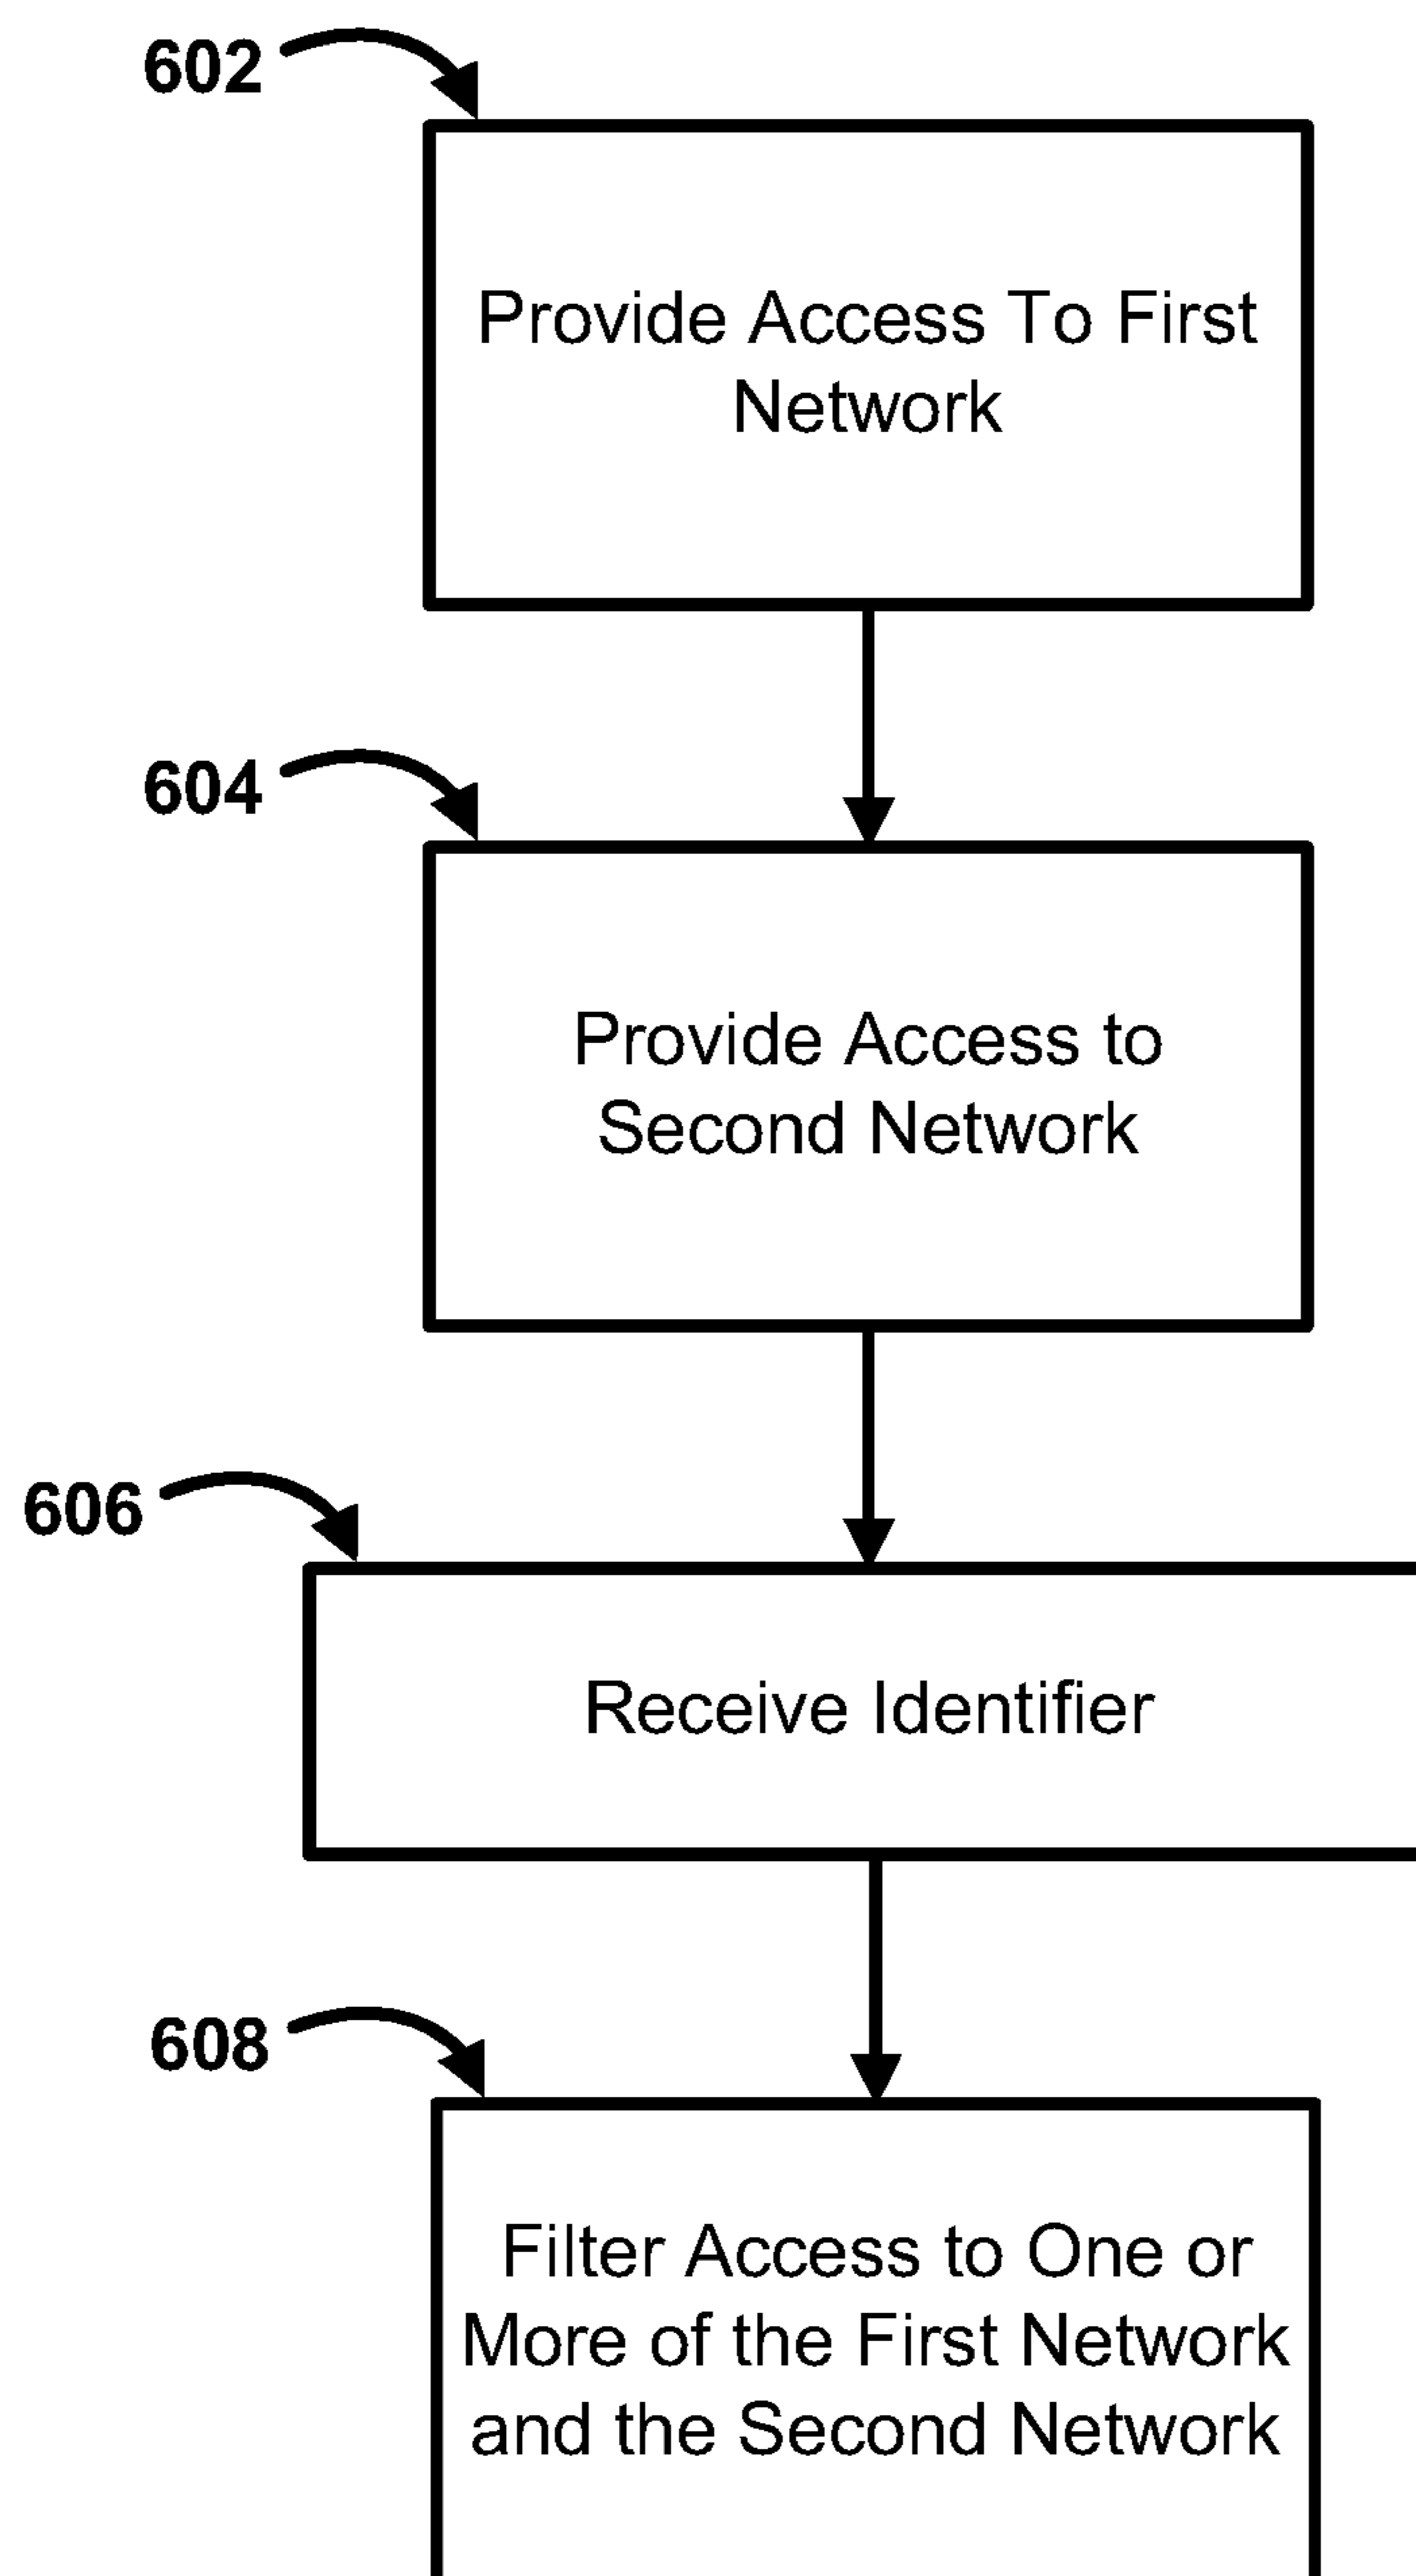 602
Provide Access To First
Network
604
Provide Access to
Second Network
606
Receive Identifier
608
Filter Access to One or
More of the First Network
and the Second Network